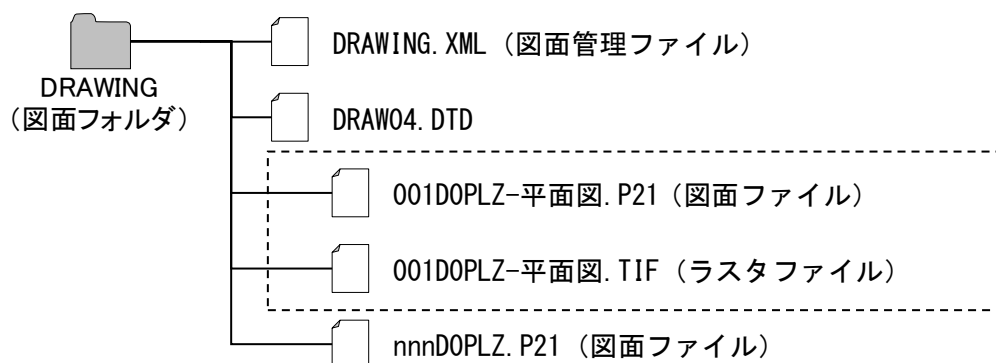 DRAWING
(図面フォルダ)
DRAWING.XML (図面管理ファイル)
DRAW04.DTD
001D0PLZ-平面図.P21(図面ファイル)
001D0PLZ-平面図.TIF(ラスタファイル)
nnnD0PLZ.P21 (図面ファイル)